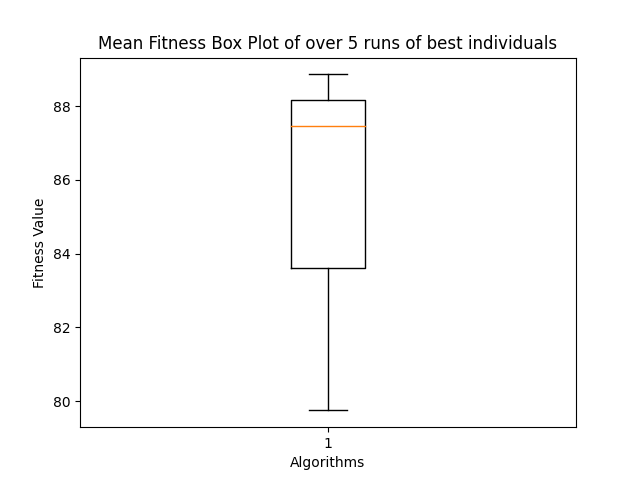 Mean Fitness Box Plot of over 5 runs of best individuals
88
86
84
82
80
Fitness Value
1
Algorithms